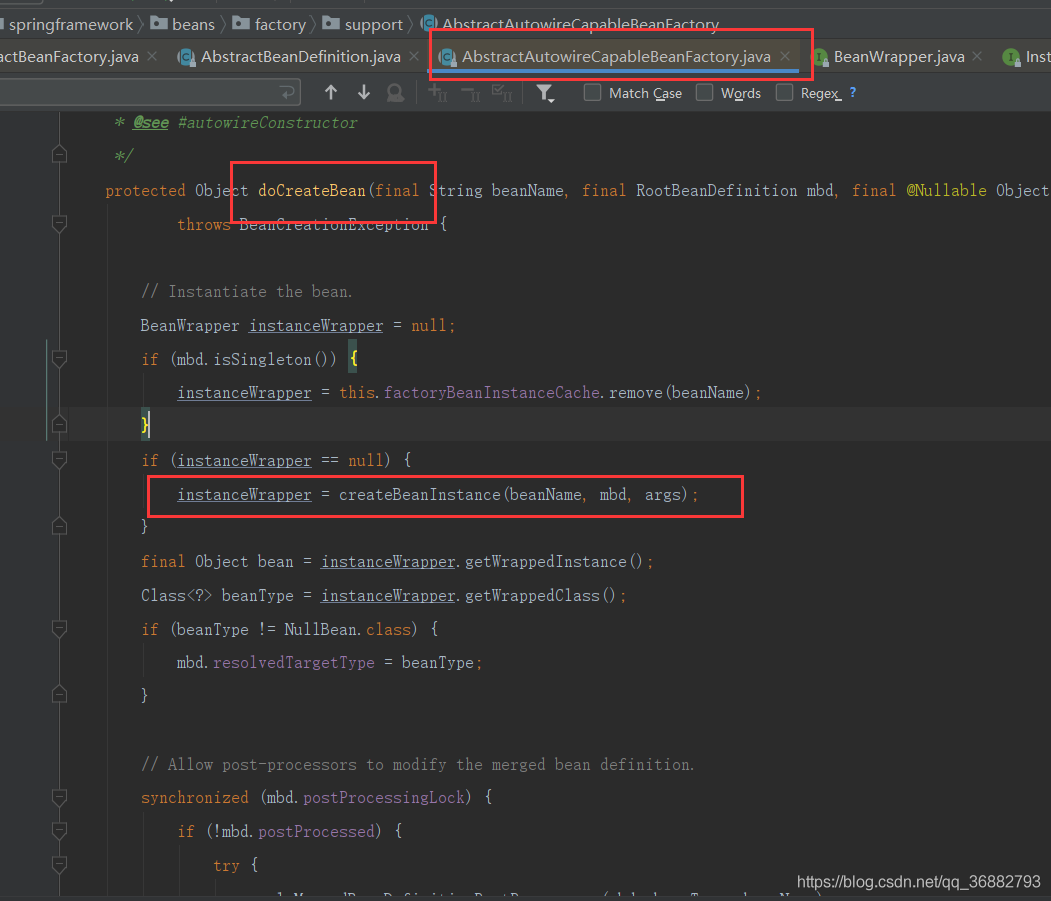 springframework beans factory support AbstractAutowireCapableBeanFactory
actBeanFactory.java AbstractBeanDefinition.java AbstractAutowireCapableBeanFactory.java BeanWrapper.java Inst
Match Case Words Regex ?
* @see #autowireConstructor
*/
protected Object doCreateBean(final String beanName, final RootBeanDefinition mbd, final @Nullable Object
throws BeanCreationException {
// Instantiate the bean.
BeanWrapper instanceWrapper = null;
if (mbd.isSingleton()) {
instanceWrapper = this.factoryBeanInstanceCache.remove(beanName);
}
if (instanceWrapper == null) {
instanceWrapper = createBeanInstance(beanName, mbd, args);
}
final Object bean = instanceWrapper.getWrappedInstance();
Class<?> beanType = instanceWrapper.getWrappedClass();
if (beanType != NullBean.class) {
mbd.resolvedTargetType = beanType;
}
// Allow post-processors to modify the merged bean definition.
synchronized (mbd.postProcessingLock) {
if (!mbd.postProcessed) {
try {
https://blog.csdn.net/qq_36882793